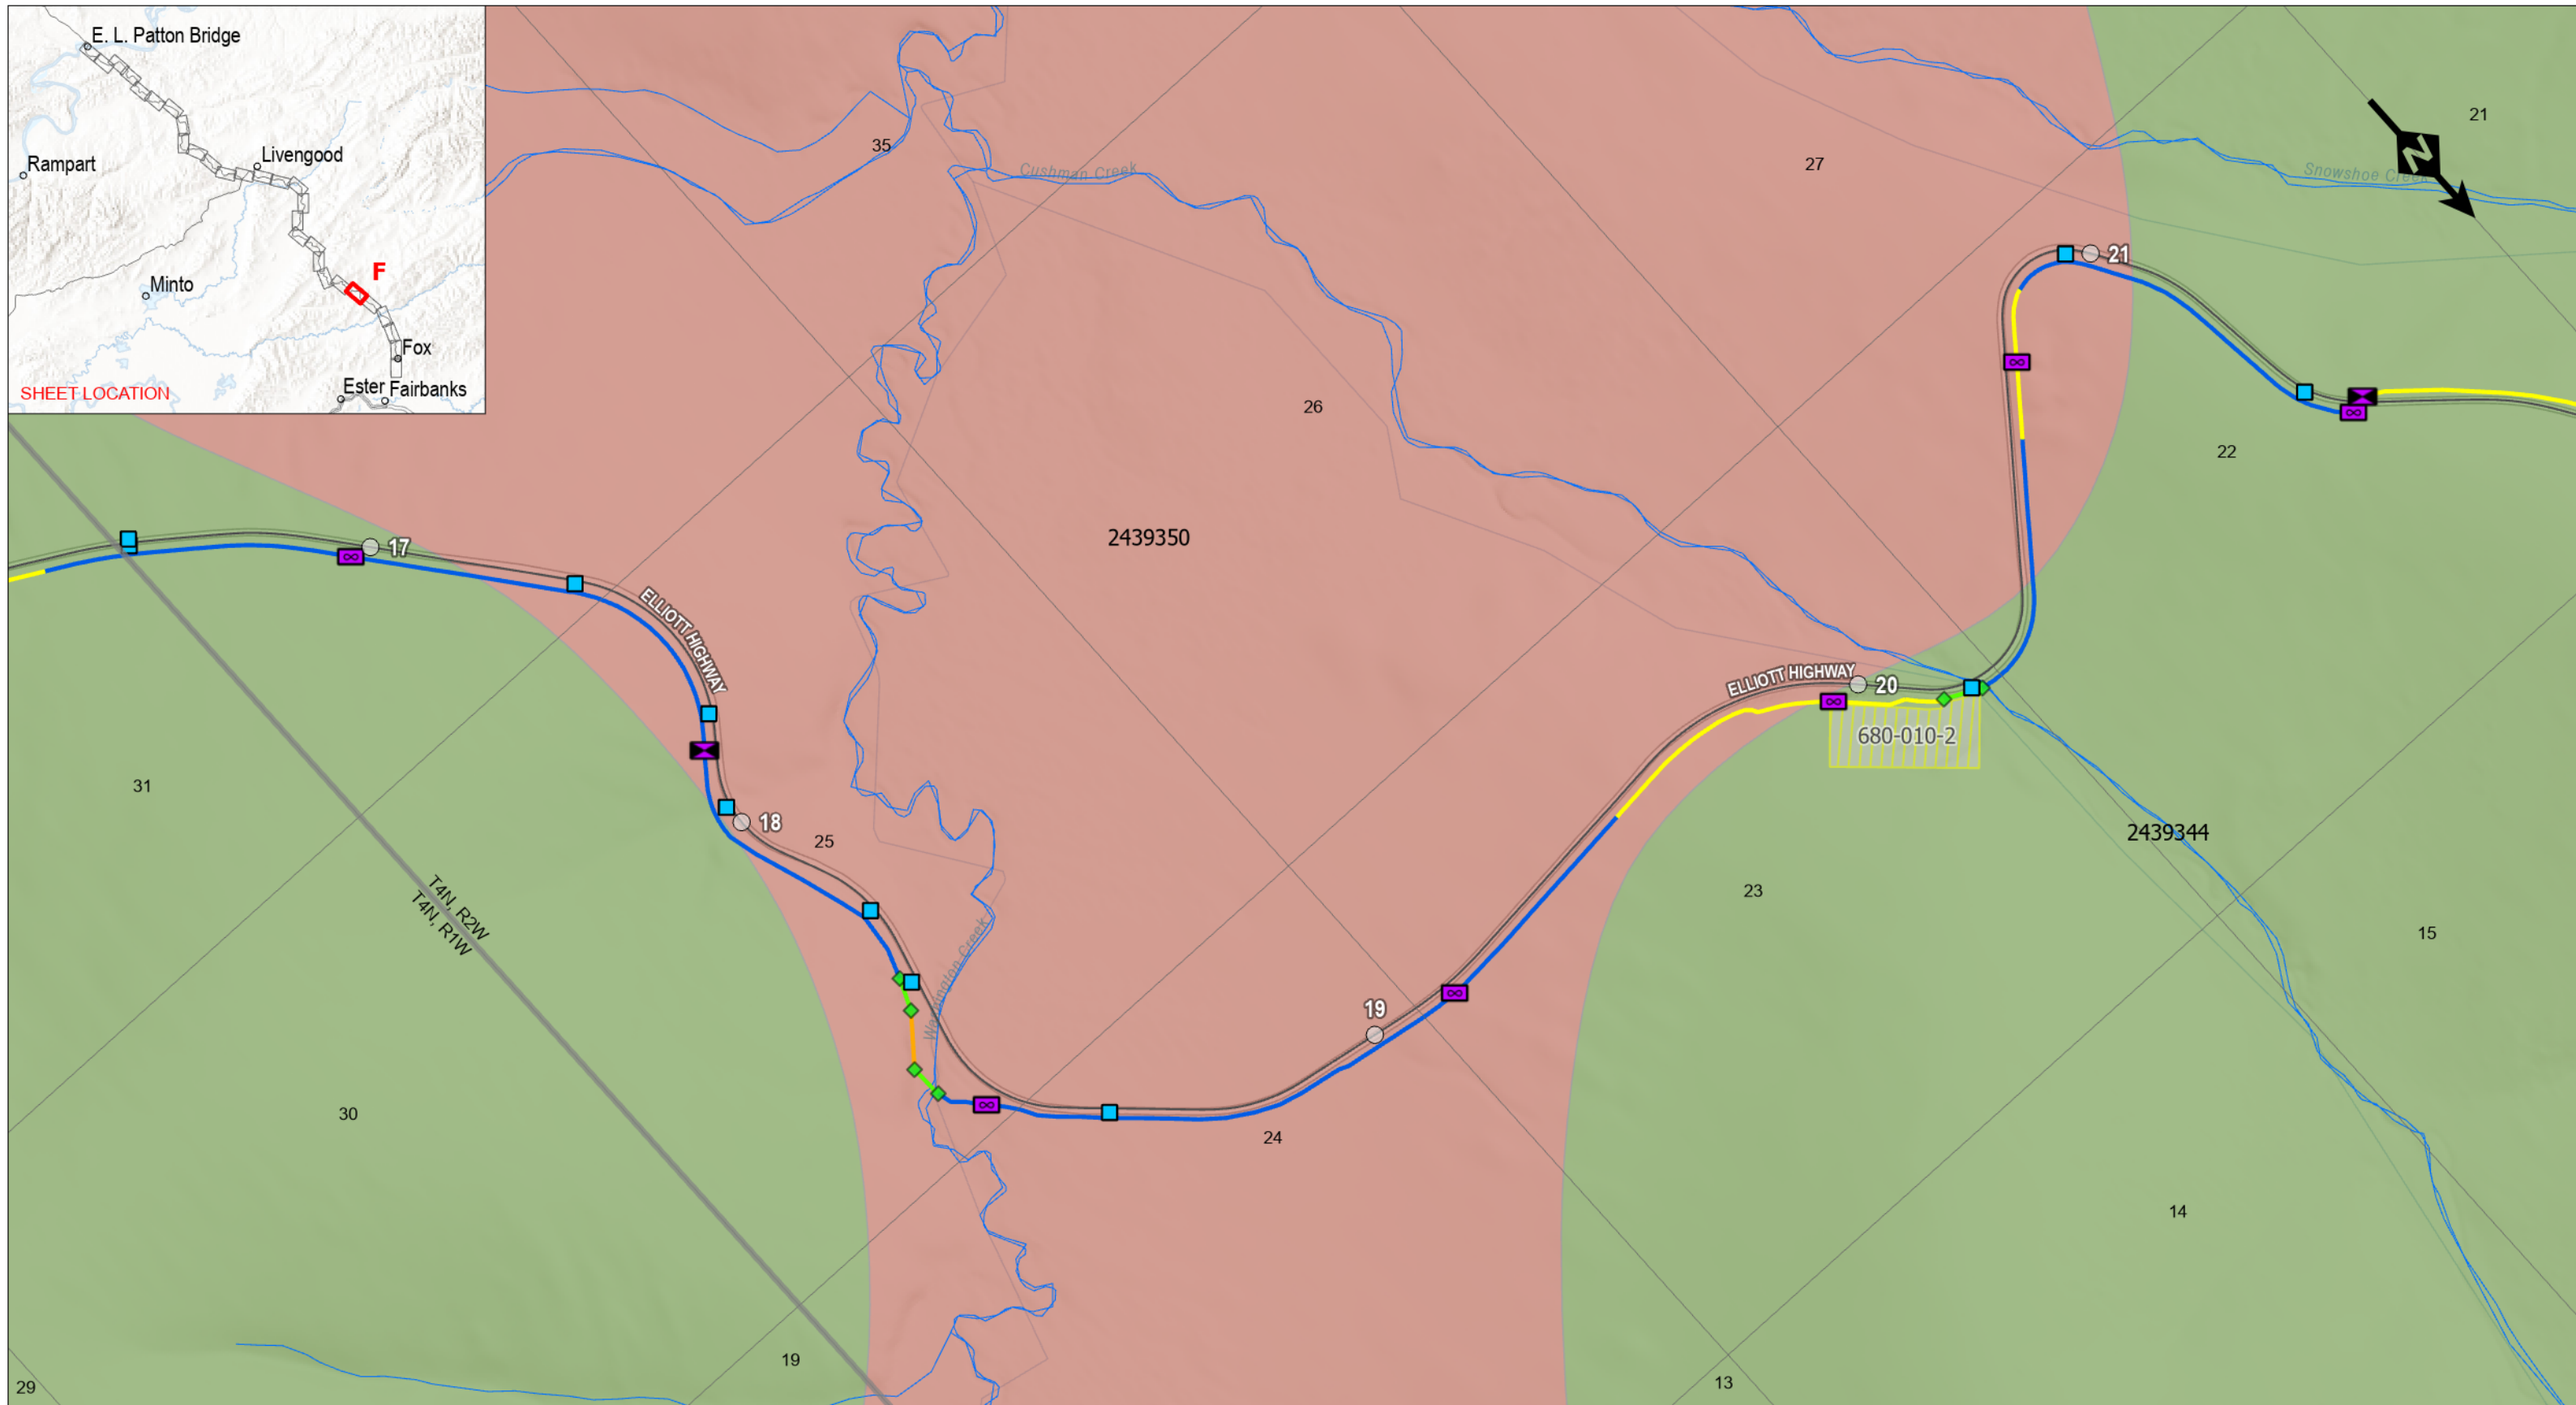 E. L. Patton Bridge
Rampart
Livengood
Minto
F
Fox
Ester
Fairbanks
SHEET LOCATION
35
Cushman Creek
27
21
N
Snowshoe Creek
21
26
22
2439350
17
ELLIOTT HIGHWAY
ELLIOTT HIGHWAY
20
680-010-2
31
18
25
2439344
T4N, R2W
T4N, R1W
23
15
Washington Creek
19
30
24
14
19
29
13